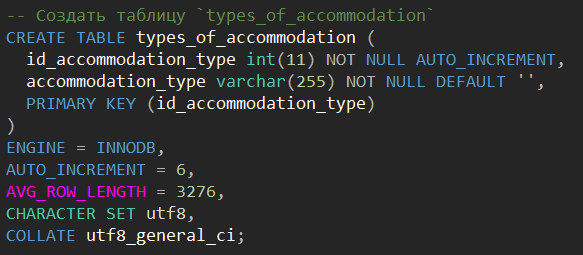 -- Создать таблицу `types_of_accommodation`
CREATE TABLE types_of_accommodation (
  id_accommodation_type int(11) NOT NULL AUTO_INCREMENT,
  accommodation_type varchar(255) NOT NULL DEFAULT '',
  PRIMARY KEY (id_accommodation_type)
)
ENGINE = INNODB,
AUTO_INCREMENT = 6,
AVG_ROW_LENGTH = 3276,
CHARACTER SET utf8,
COLLATE utf8_general_ci;